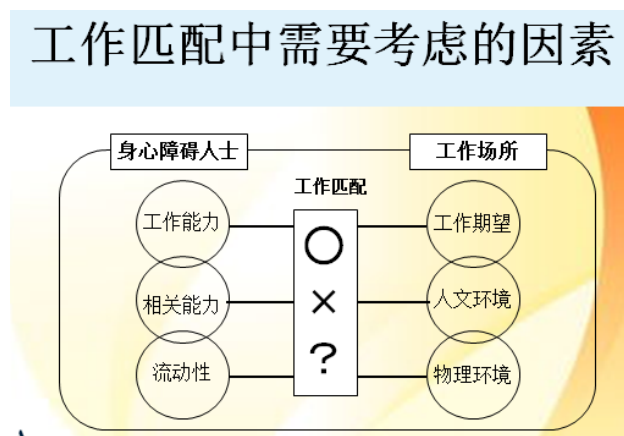 工作匹配中需要考虑的因素
身心障碍人士
工作场所
工作匹配
工作能力
○
工作期望
相关能力
×
人文环境
流动性
?
物理环境